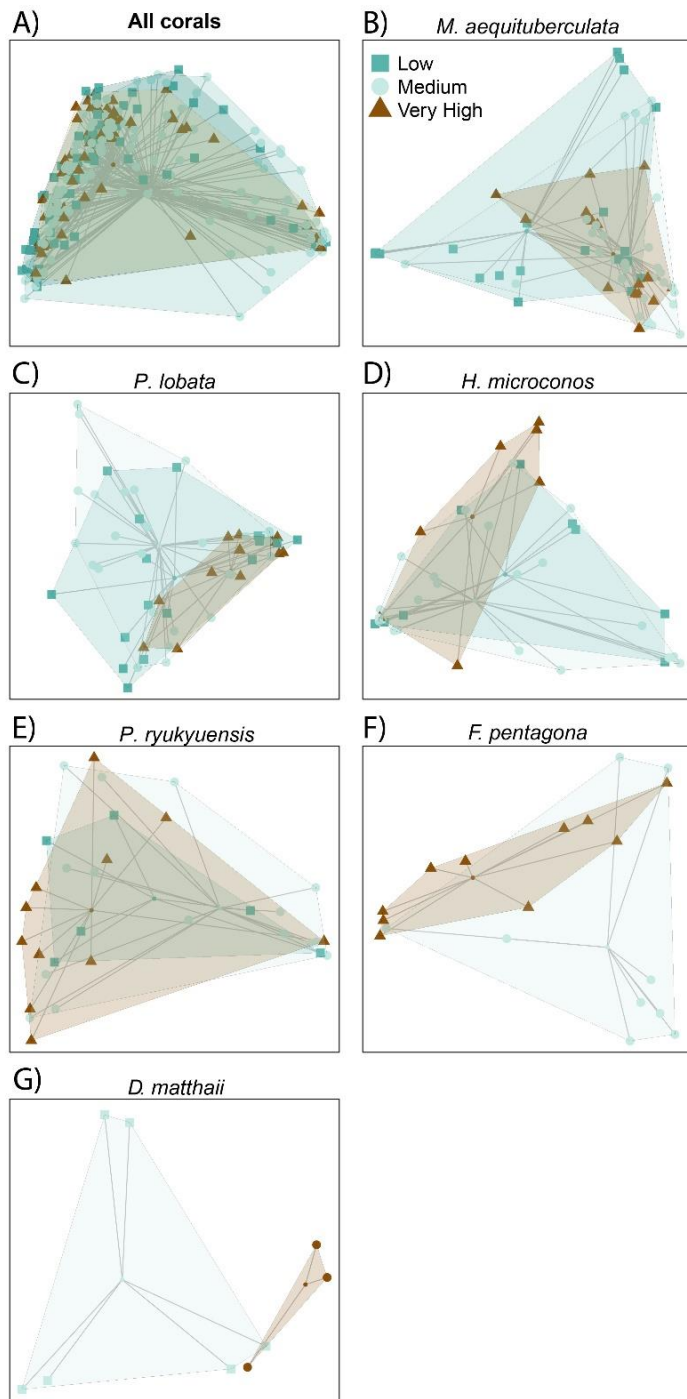 A) All corals
B) M. aequituberculata
Low
Medium
Very High
C) P. lobata
D) H. microconos
E) P. ryukyuensis
F) F. pentagona
G) D. matthaii